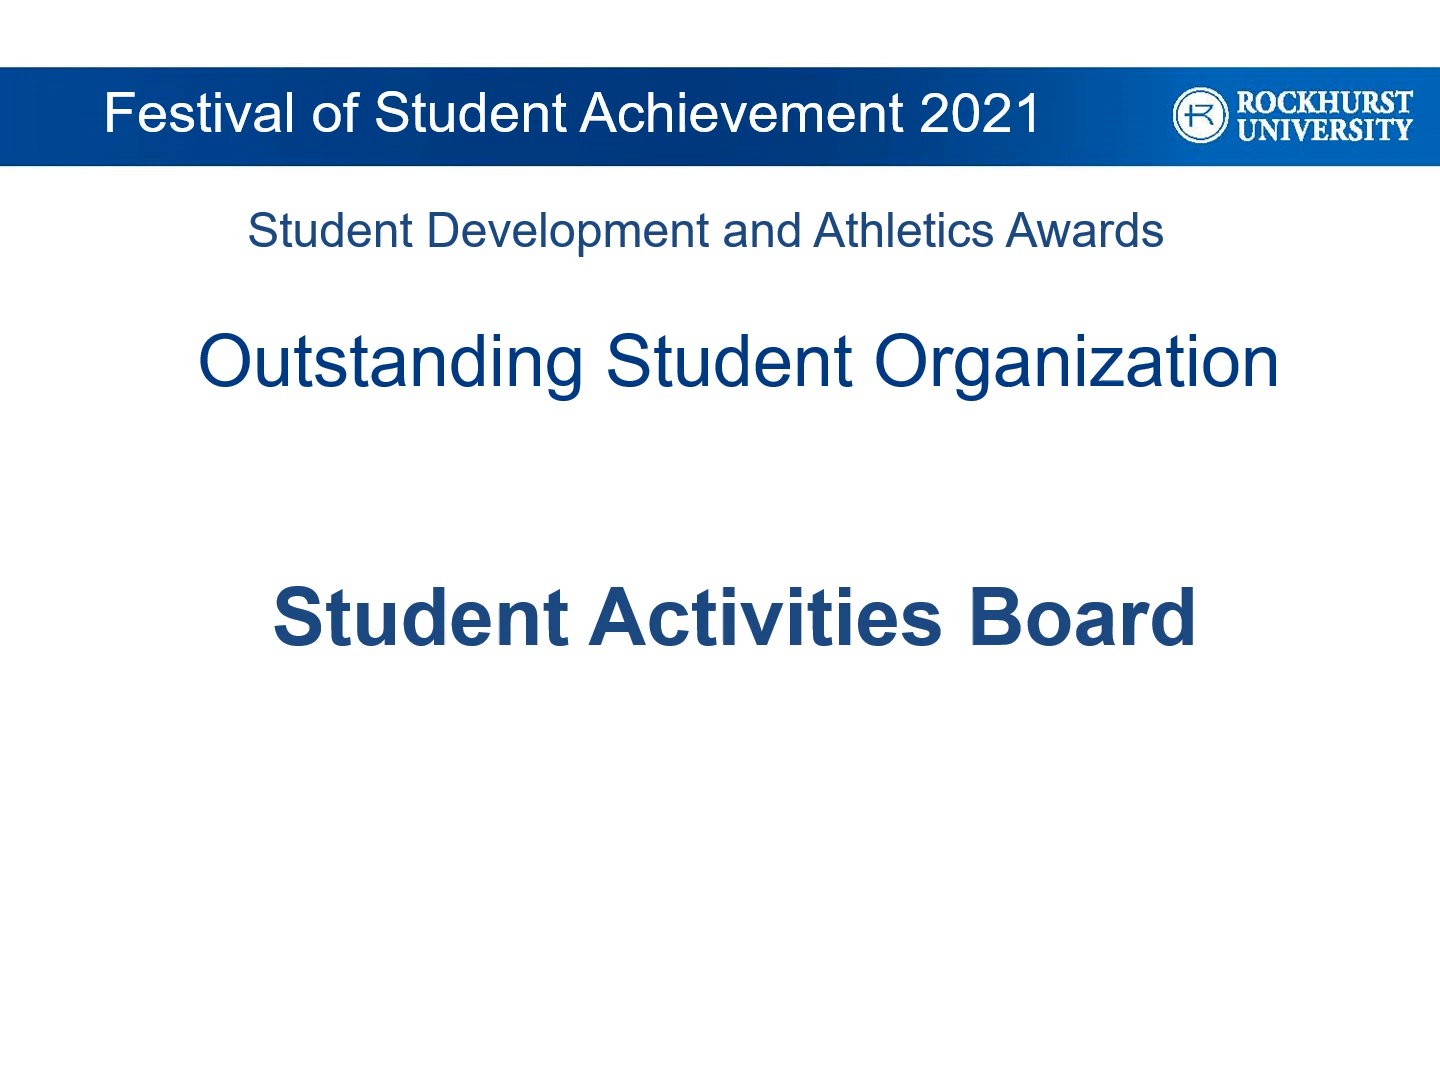 Festival of Student Achievement 2021
ROCKHURST
UNIVERSITY
Student Development and Athletics Awards
Outstanding Student Organization
Student Activities Board